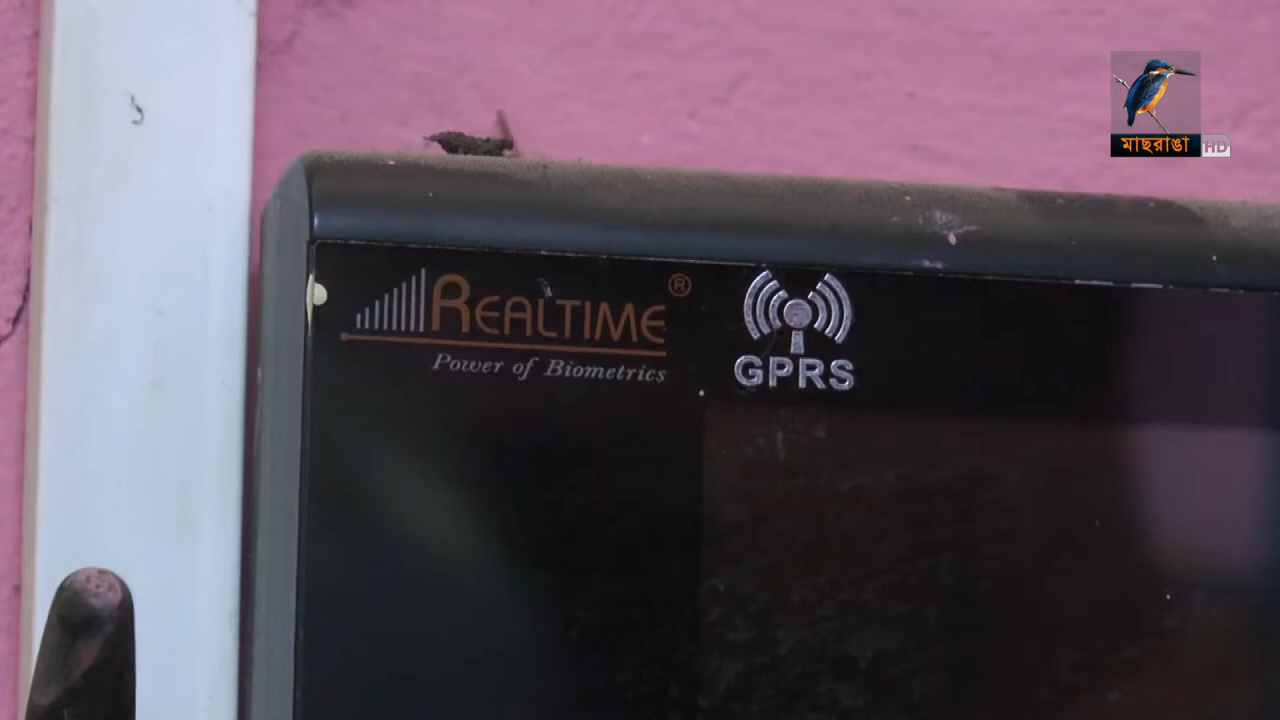 মাছরাঙা HD
REALTIME®
Power of Biometrics
GPRS